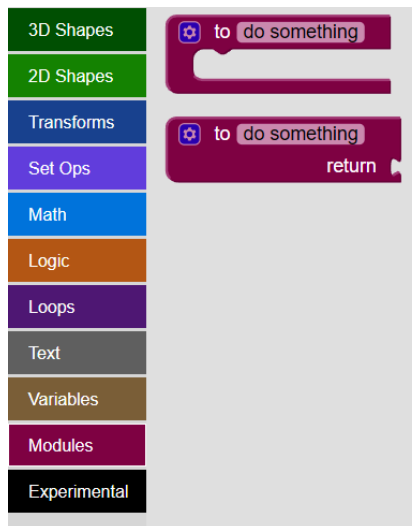 3D Shapes
2D Shapes
Transforms
Set Ops
Math
Logic
Loops
Text
Variables
Modules
Experimental
to do something
to do something
return